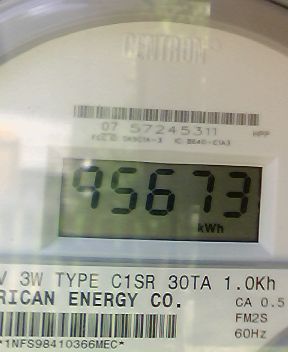 CENTRON®
07 57245311 HPP
95673
kWh
V 3W TYPE C1SR 30TA 1.0Kh
RICAN ENERGY CO. CA 0.5
FM2S
60Hz
*1NFS98410366MEC*